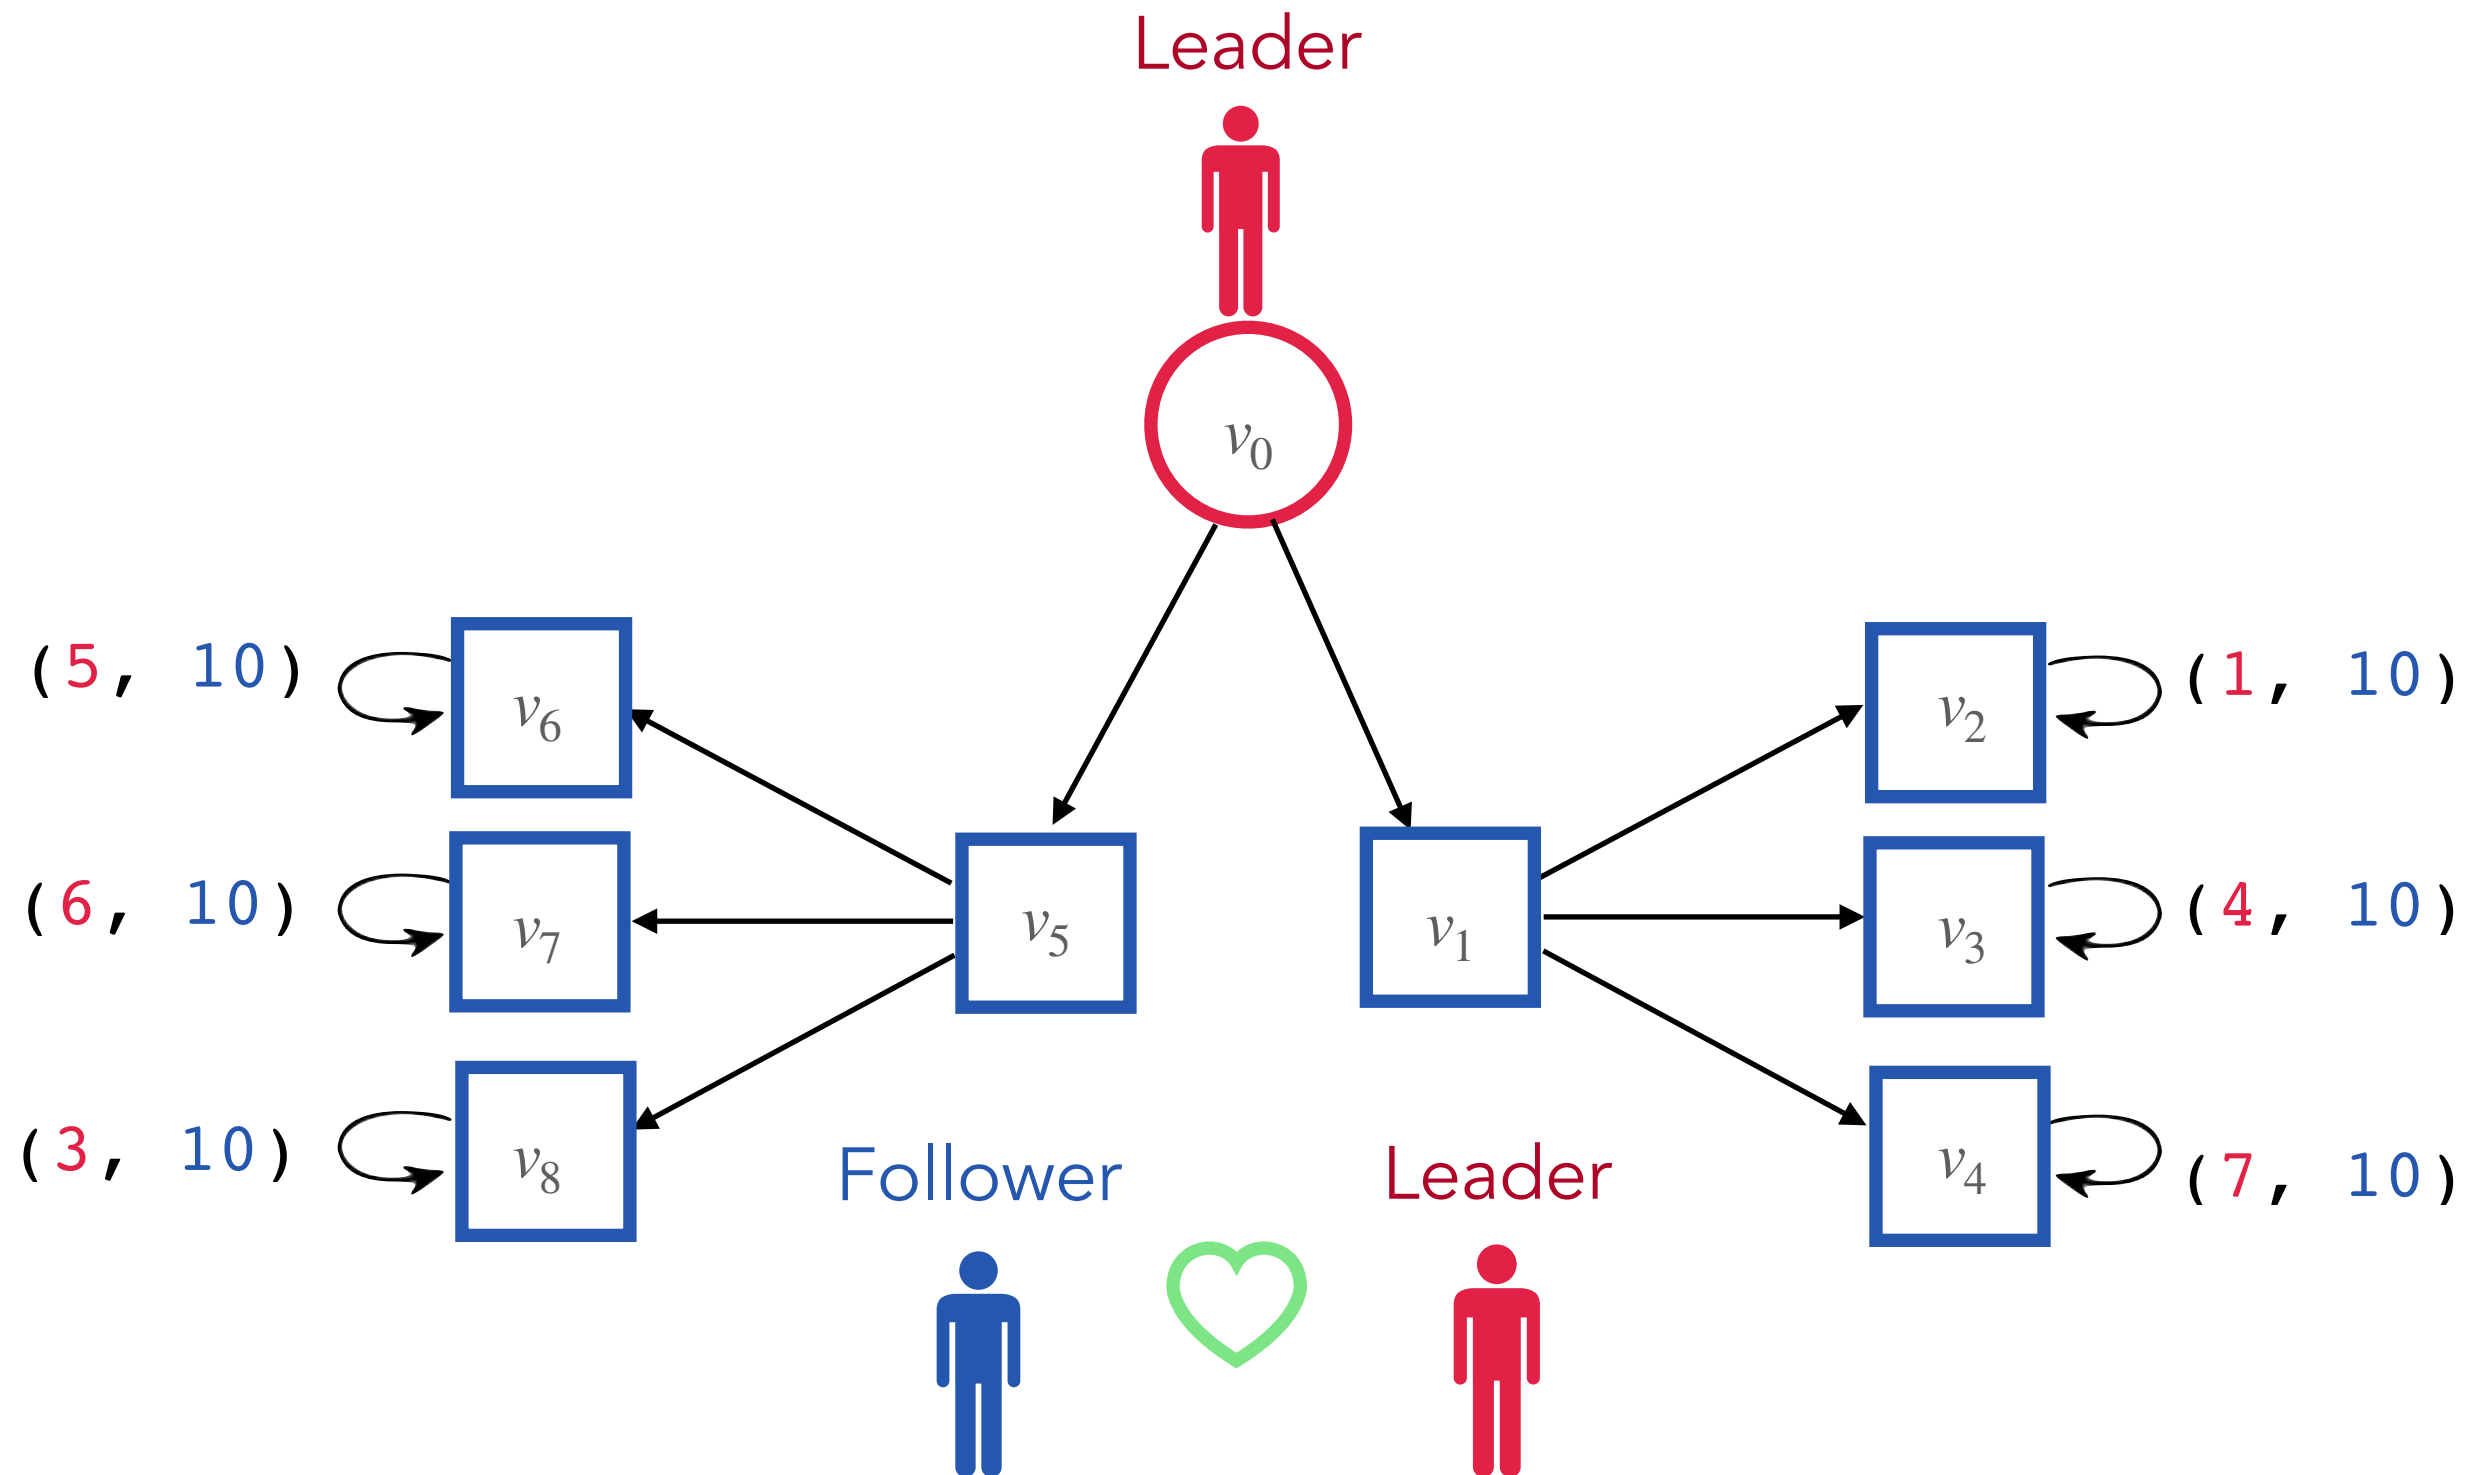 Leader
v0
(5, 10)
v6
v2
(1, 10)
(6, 10)
v7
v5
v1
v3
(4, 10)
(3, 10)
v8
Follower
Leader
v4
(7, 10)